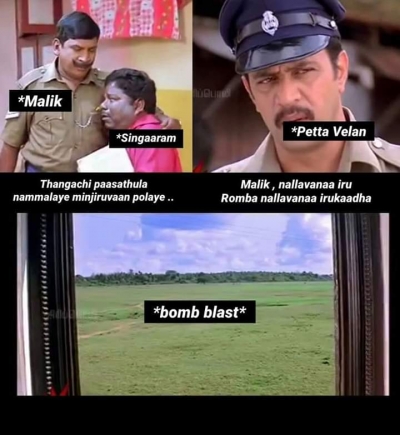 *Malik
*Singaaram
*Petta Velan
Thangachi paasathula
nammalaye minjiruvaan polaye ..
Malik , nallavanaa iru
Romba nallavanaa irukaadha
*bomb blast*